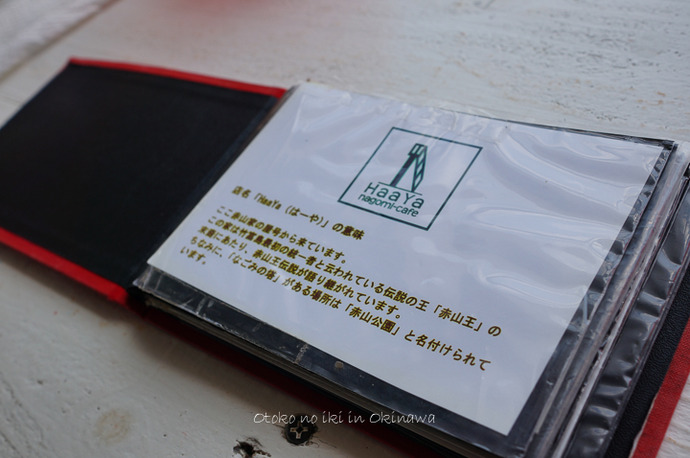 HaaYa
nagomi-cafe
店名「HaaYa（はーや）」の意味
ここ赤山家の屋号から来ています。
この家は竹富島最初の統一者と云われている伝説の王「赤山王」の
末裔にあたり、赤山王伝説が語り継がれています。
ちなみに、「なごみの塔」がある場所は「赤山公園」と名付けられて
います。
Otoko no iki in Okinawa